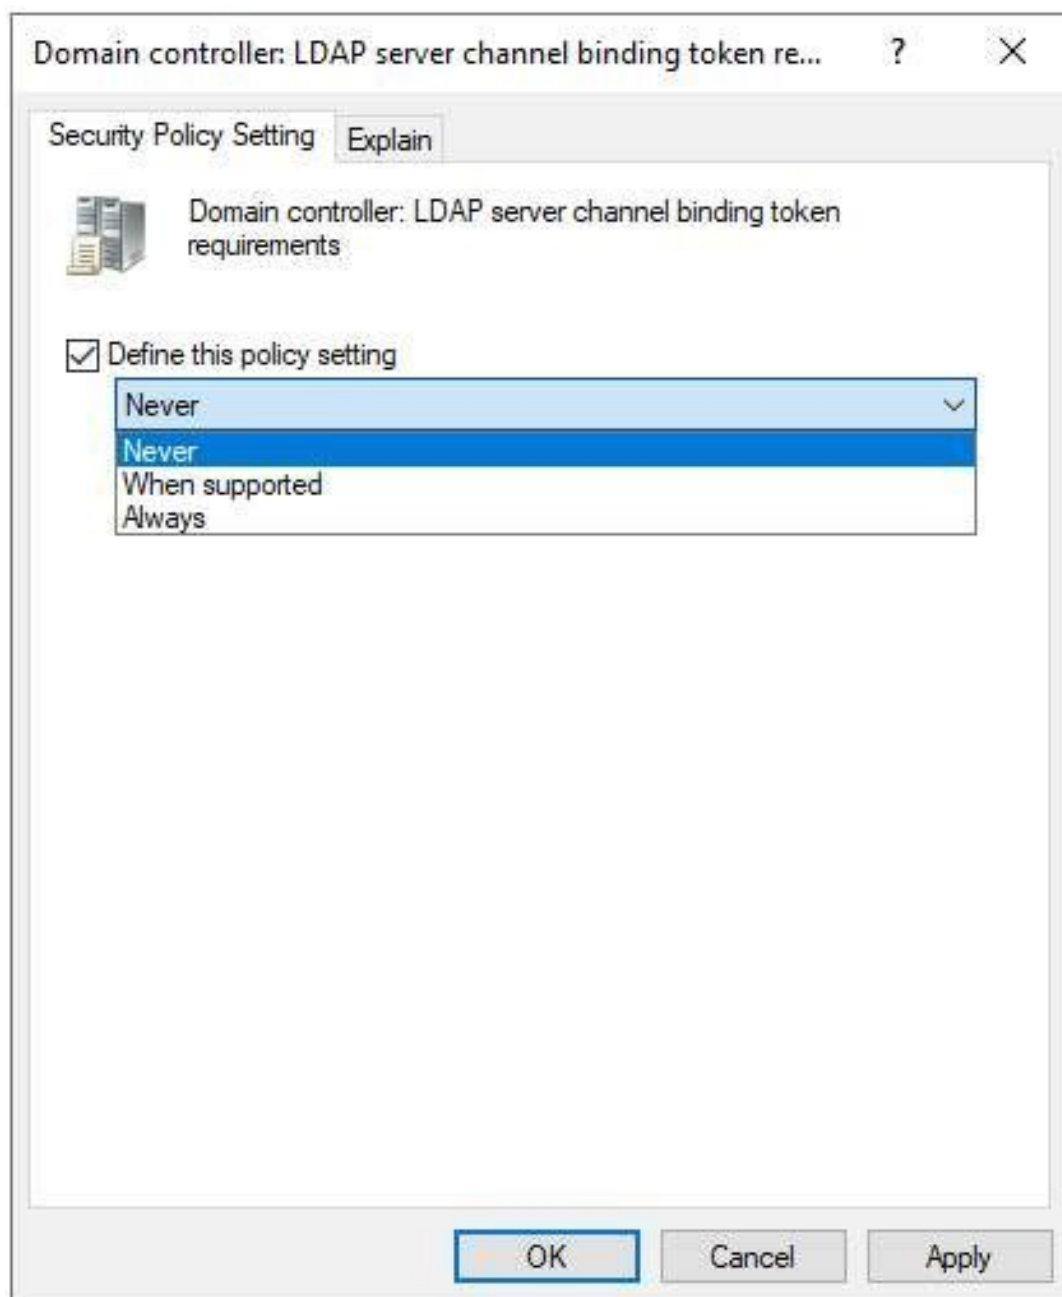 Domain controller: LDAP server channel binding token re...
?
Security Policy Setting
Explain
Domain controller: LDAP server channel binding token
requirements
Define this policy setting
Never
Never
When supported
Always
OK
Cancel
Apply